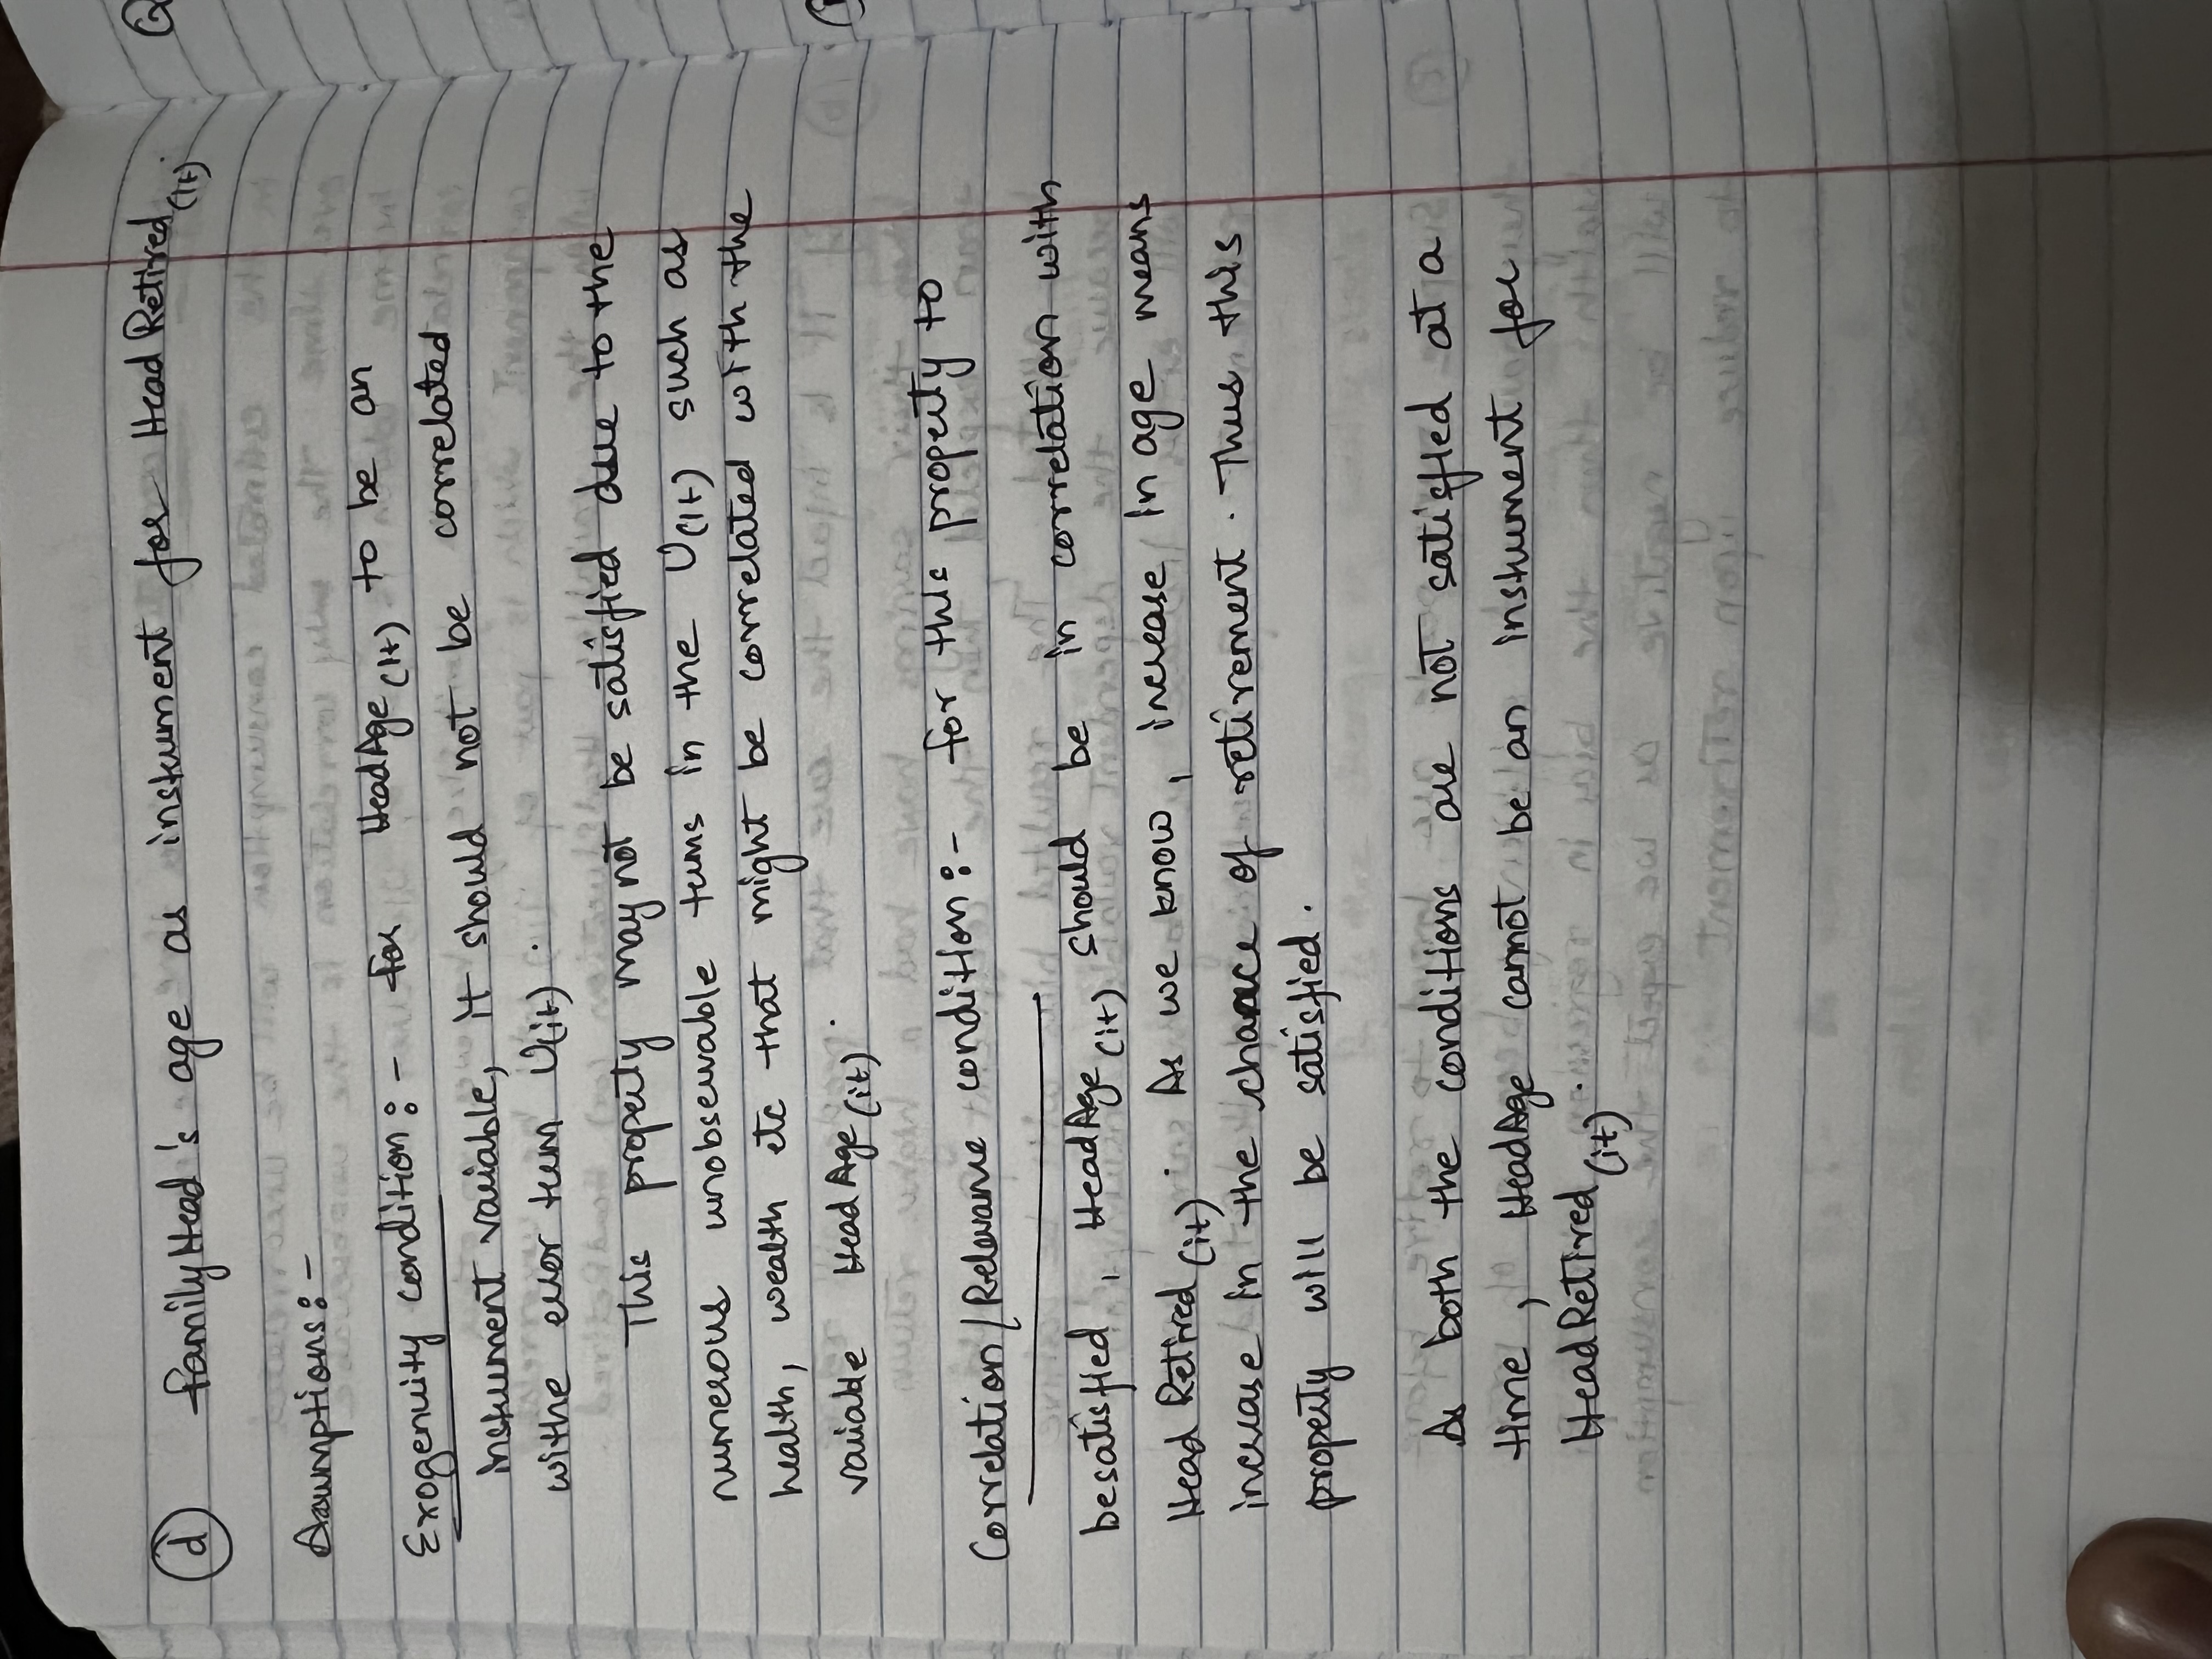 d Family Head's age as instrument for Head Retired (it).
Assumptions :-
Exogenuity condition :- for HeadAge (it) to be an
instrument variable, it should not be correlated
withe error term U(it) .
This property may not be satisfied due to the
numerous unobservable terms in the U(it) such as
health, wealth etc that might be correlated with the
variable Head Age (it) .
Correlation / Relevance condition :- for this property to
be satisfied , HeadAge (it) should be in correlation with
Head Retired (it) . As we know , increase in age means
increase in the chance of retirement . Thus this
property will be satisfied .
As both the conditions are not satisfied at a
time , HeadAge cannot be an instrument for
Head Retired (it) .